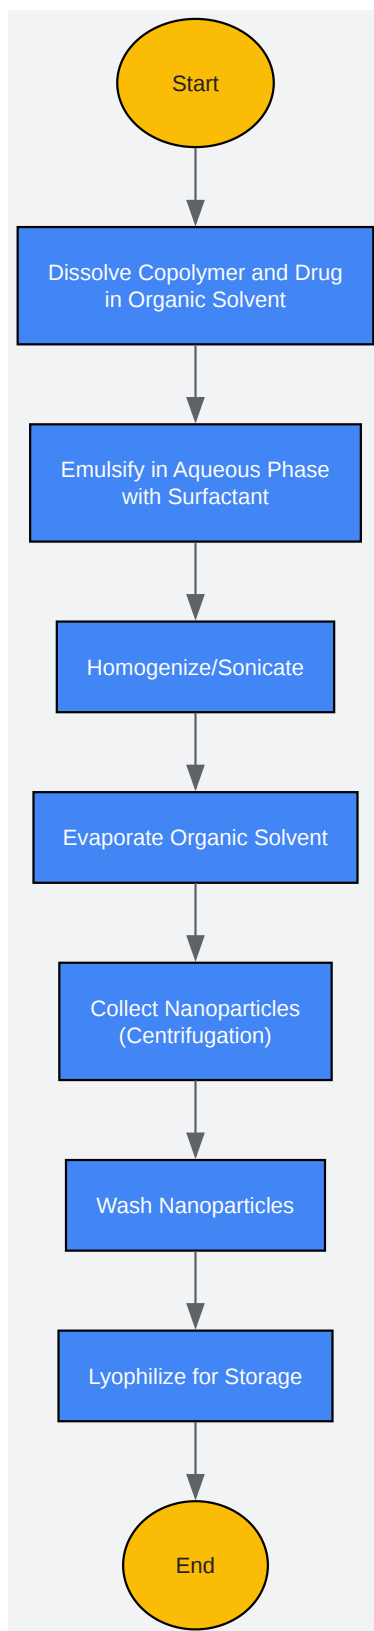 Start
Dissolve Copolymer and Drug
in Organic Solvent
Emulsify in Aqueous Phase
with Surfactant
Homogenize/Sonicate
Evaporate Organic Solvent
Collect Nanoparticles
(Centrifugation)
Wash Nanoparticles
Lyophilize for Storage
End